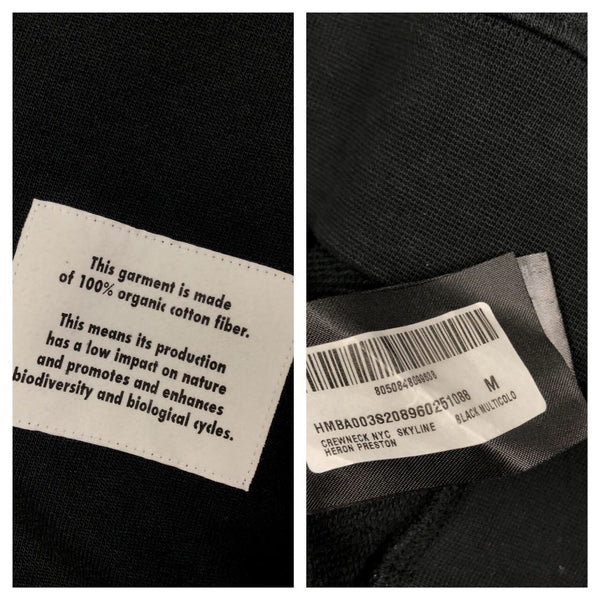 This garment is made
of 100% organic cotton fiber.
This means its production
has a low impact on nature
and promotes and enhances
biodiversity and biological cycles.
HMBA003S208960251088 M
CREWNECK NYC SKYLINE BLACK MULTICOLO
HERON PRESTON